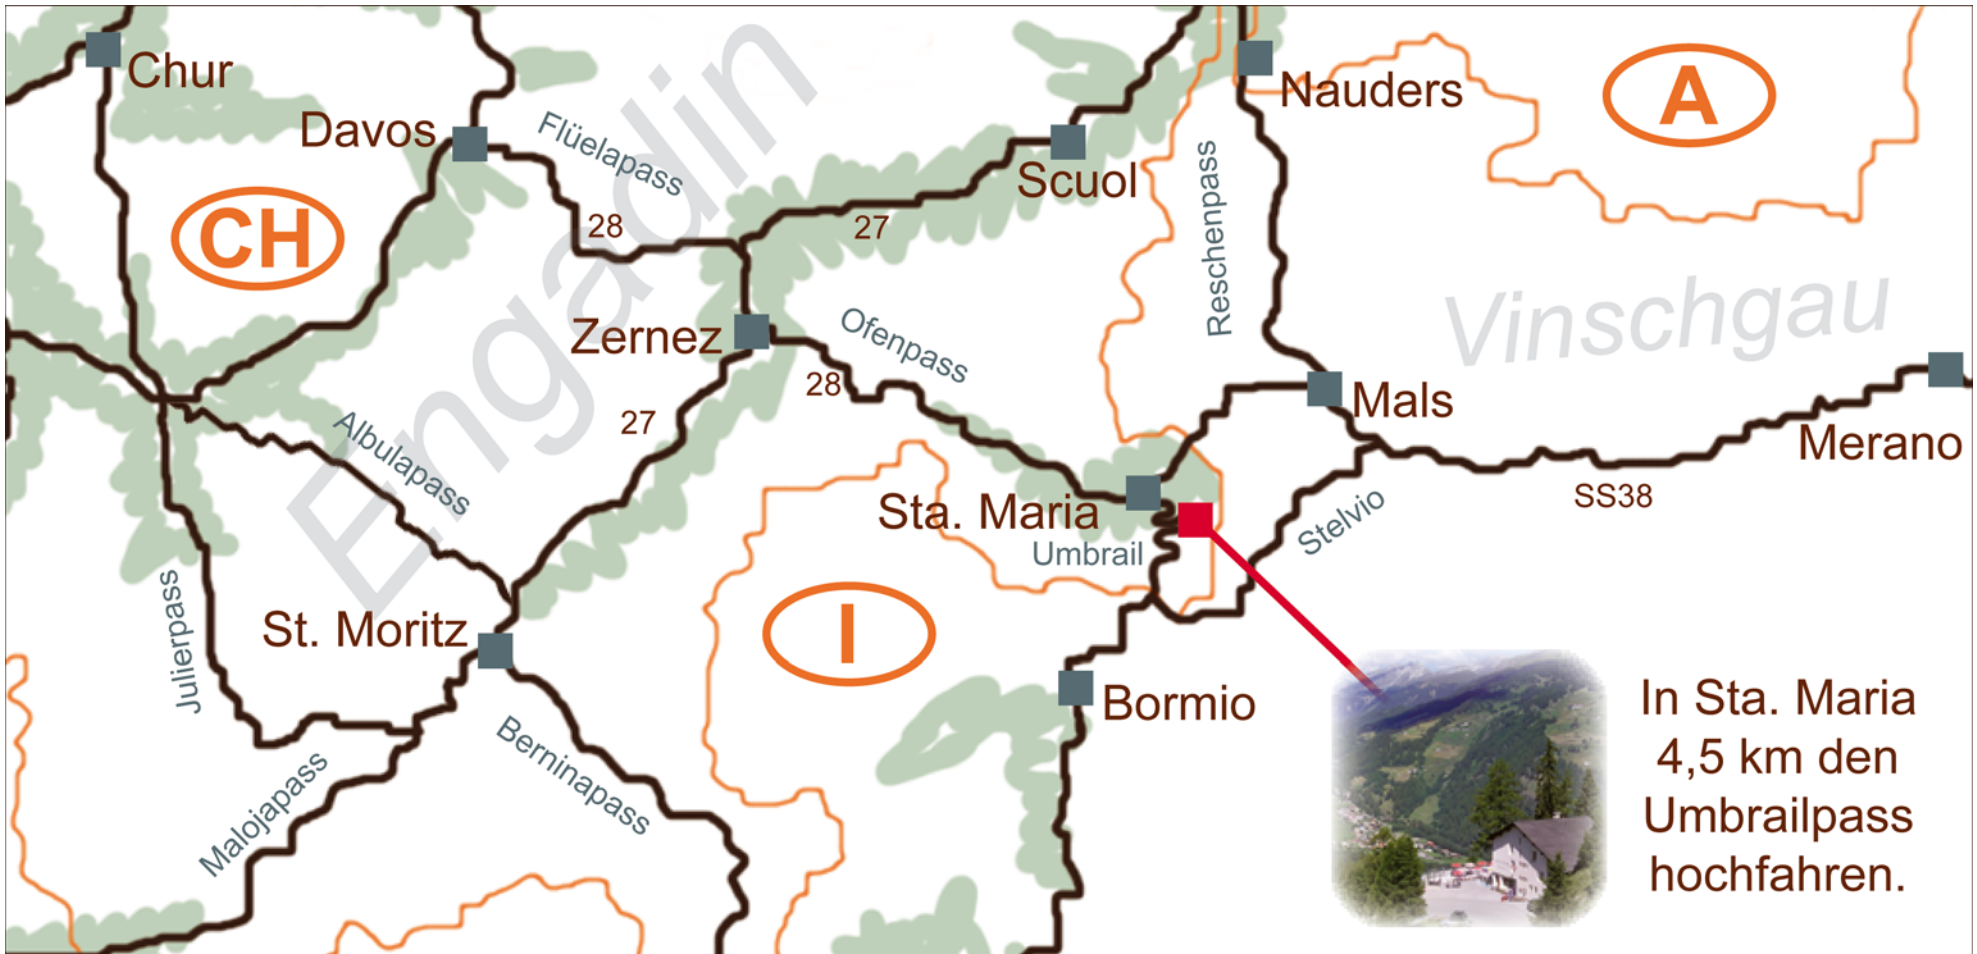 Chur
Davos
Flüelapass
Engadin
Nauders
A
CH
28
27
Scuol
Reschenpass
Zernez
Ofenpass
28
27
Vinschgau
Mals
Merano
Albulapass
Sta. Maria
Umbrail
Stelvio
SS38
Julierpass
St. Moritz
I
Bormio
Malojapass
Berninapass
In Sta. Maria
4,5 km den
Umbrailpass
hochfahren.